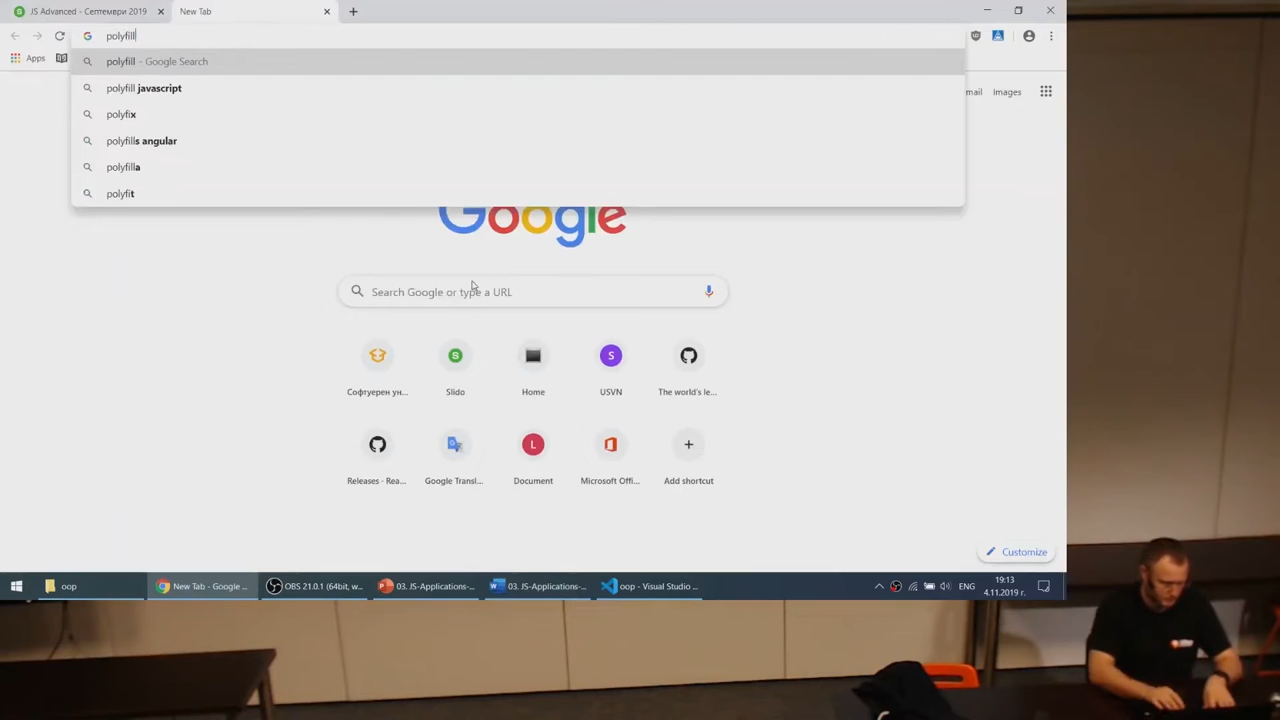 JS Advanced - Септември 2019
New Tab
polyfill
Apps
polyfill - Google Search
polyfill javascript
polyfix
polyfills angular
polyfilla
polyfit
mail
Images
Google
Search Google or type a URL
Софтуерен ун...
Slido
Home
S
USVN
The world's le...
Releases - Rea...
Google Transl...
L
Document
Microsoft Offi...
Add shortcut
Customize
oop
New Tab - Google ...
OBS 21.0.1 (64bit, w...
03. JS-Applications-...
03. JS-Applications-...
oop - Visual Studio ...
ЕНГ
19:13
4.11.2019 г.